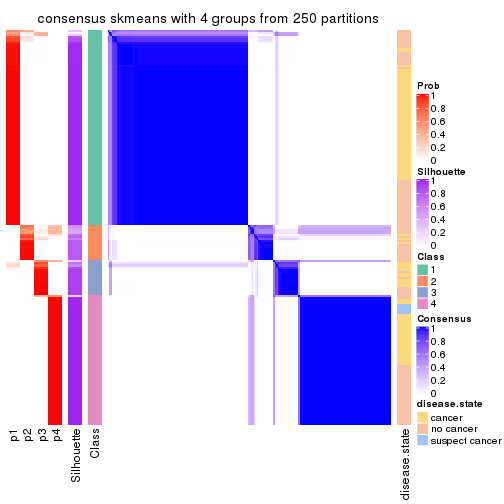 consensus skmeans with 4 groups from 250 partitions
Prob
1
0.8
0.6
0.4
0.2
0
Silhouette
1
0.8
0.6
0.4
0.2
0
Class
1
2
3
4
Consensus
1
0.8
0.6
0.4
0.2
0
disease.state
cancer
no cancer
suspect cancer
p1
p2
p3
p4
Silhouette
Class
disease.state